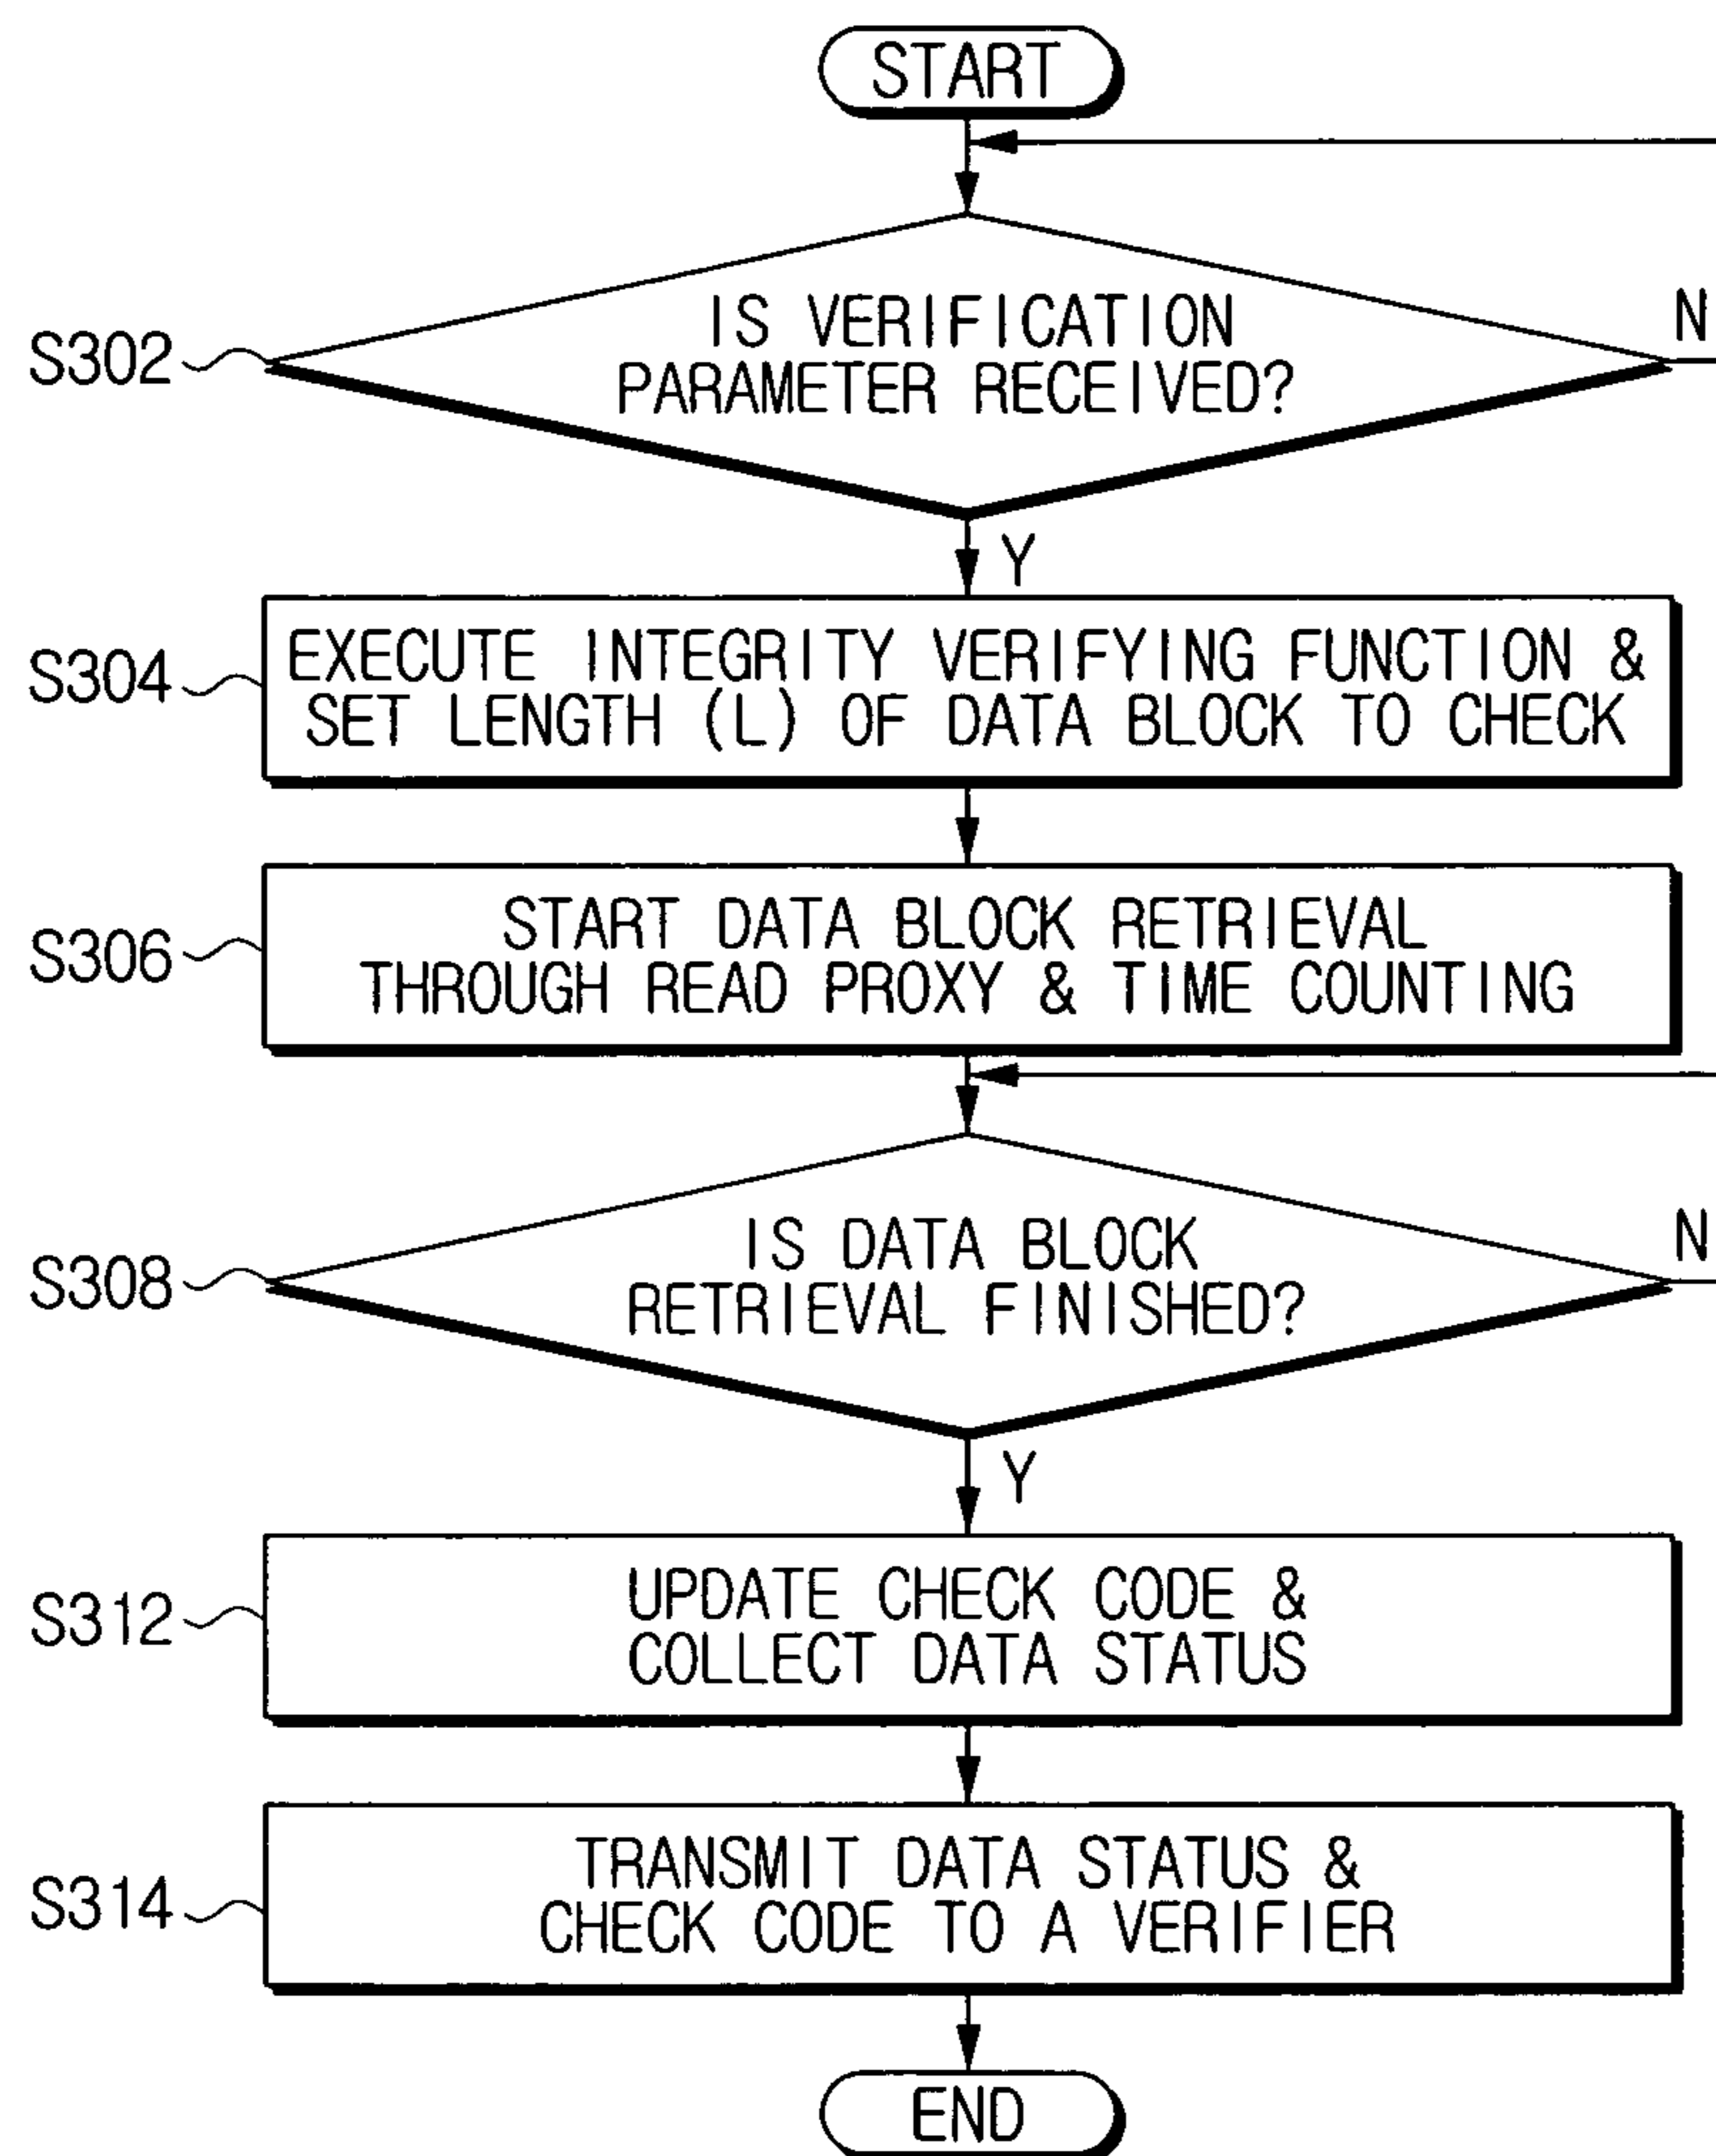 START
IS VERIFICATION
PARAMETER RECEIVED?
N
S302
Y
EXECUTE INTEGRITY VERIFYING FUNCTION &
SET LENGTH (L) OF DATA BLOCK TO CHECK
S304
START DATA BLOCK RETRIEVAL
THROUGH READ PROXY & TIME COUNTING
S306
IS DATA BLOCK
RETRIEVAL FINISHED?
N
S308
Y
UPDATE CHECK CODE &
COLLECT DATA STATUS
S312
TRANSMIT DATA STATUS &
CHECK CODE TO A VERIFIER
S314
END